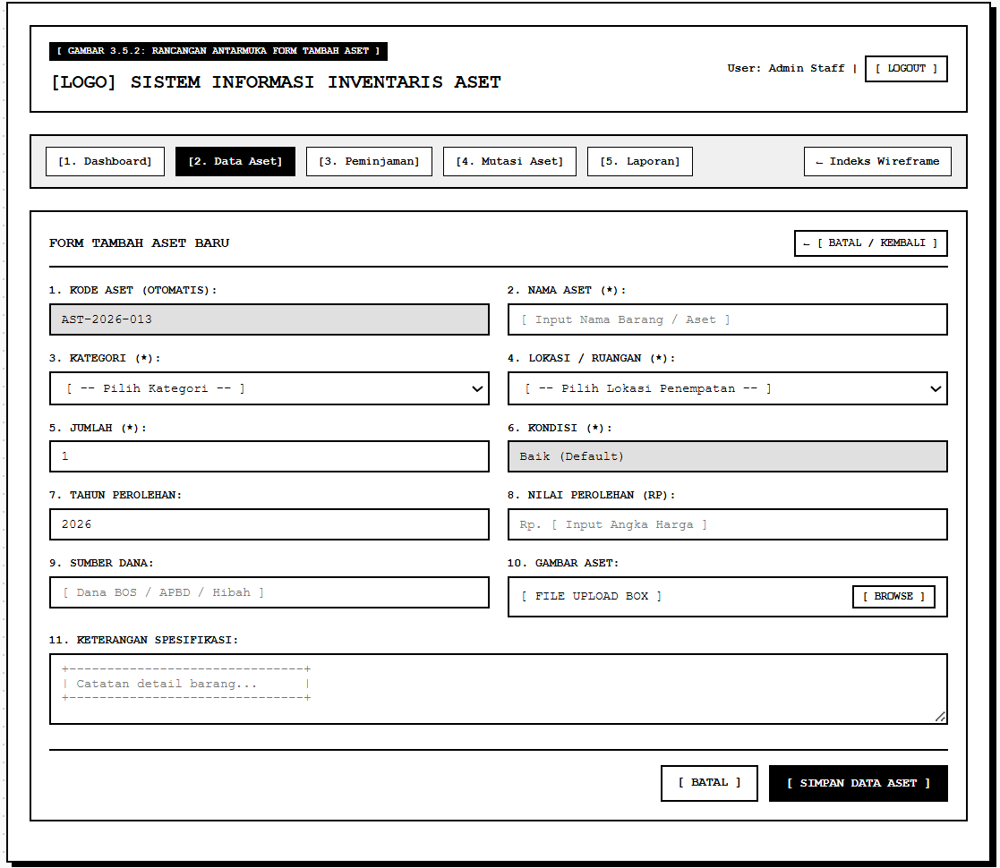 [ GAMBAR 3.5.2: RANCANGAN ANTARMUKA FORM TAMBAH ASET ]
[LOGO] SISTEM INFORMASI INVENTARIS ASET
User: Admin Staff | [ LOGOUT ]
[1. Dashboard] [2. Data Aset] [3. Peminjaman] [4. Mutasi Aset] [5. Laporan] ← Indeks Wireframe
FORM TAMBAH ASET BARU
← [ BATAL / KEMBALI ]
1. KODE ASET (OTOMATIS):
AST-2026-013
2. NAMA ASET (*):
[ Input Nama Barang / Aset ]
3. KATEGORI (*):
[ -- Pilih Kategori -- ]
4. LOKASI / RUANGAN (*):
[ -- Pilih Lokasi Penempatan -- ]
5. JUMLAH (*):
1
6. KONDISI (*):
Baik (Default)
7. TAHUN PEROLEHAN:
2026
8. NILAI PEROLEHAN (RP):
Rp. [ Input Angka Harga ]
9. SUMBER DANA:
[ Dana BOS / APBD / Hibah ]
10. GAMBAR ASET:
[ FILE UPLOAD BOX ] [ BROWSE ]
11. KETERANGAN SPESIFIKASI:
+-------------------------------+
| Catatan detail barang...      |
+-------------------------------+
[ BATAL ] [ SIMPAN DATA ASET ]